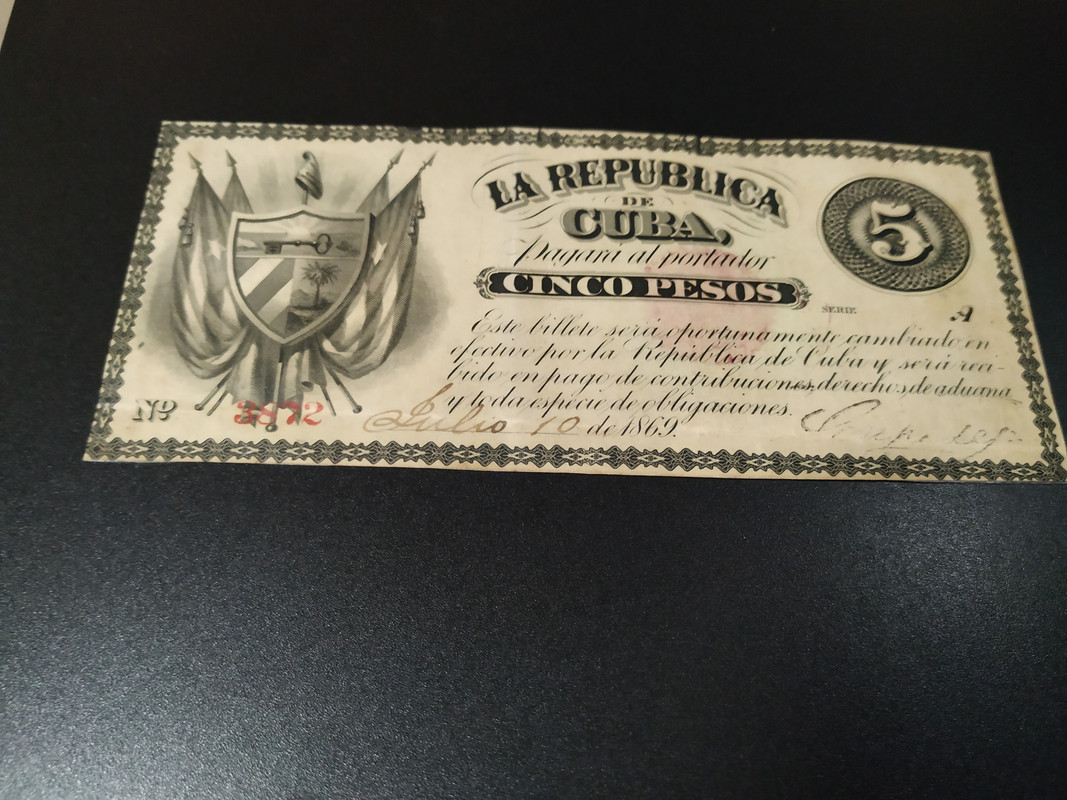 LA REPUBLICA
DE
CUBA,
Pagará al portador
CINCO PESOS
5
SERIE A
Este billete será oportunamente cambiado en
efectivo por la República de Cuba y será reci-
bido en pago de contribuciones, derechos de aduana
y toda especie de obligaciones.
Nº 3872
Julio 10 de 1869.